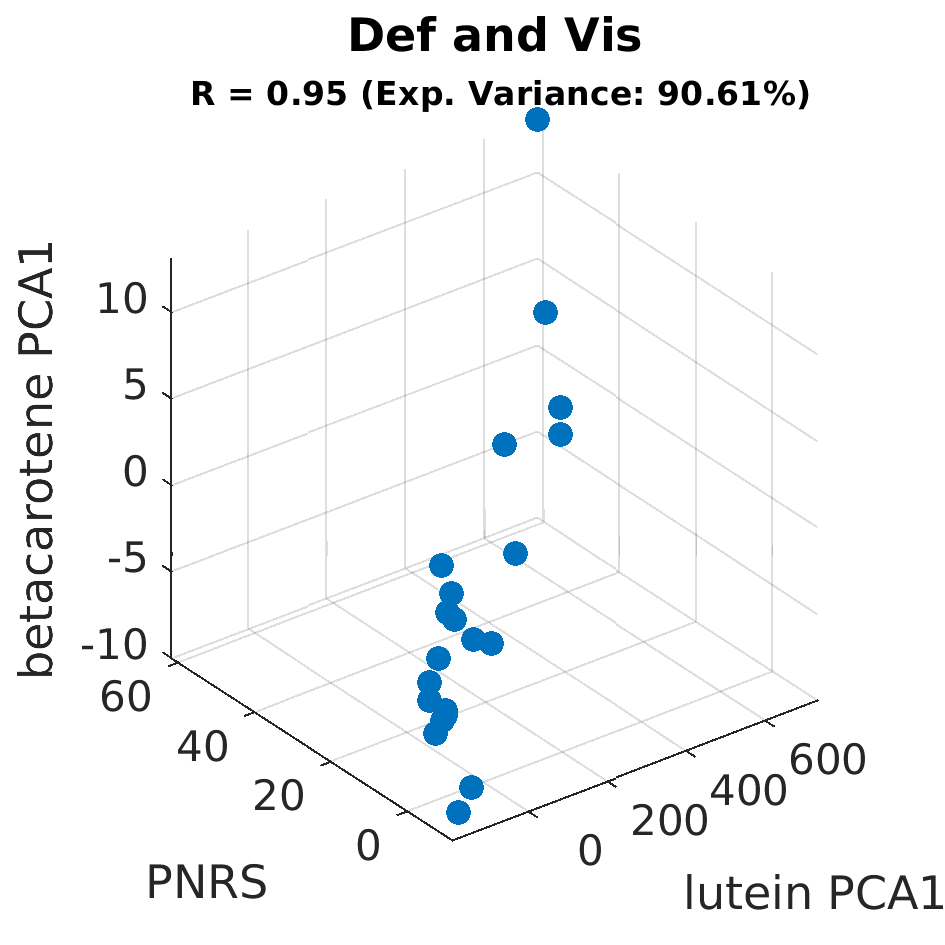 Def and Vis
R = 0.95 (Exp. Variance: 90.61%)
betacarotene PCA1
10
5
0
-5
-10
60
40
20
0
PNRS
0
200
400
600
lutein PCA1